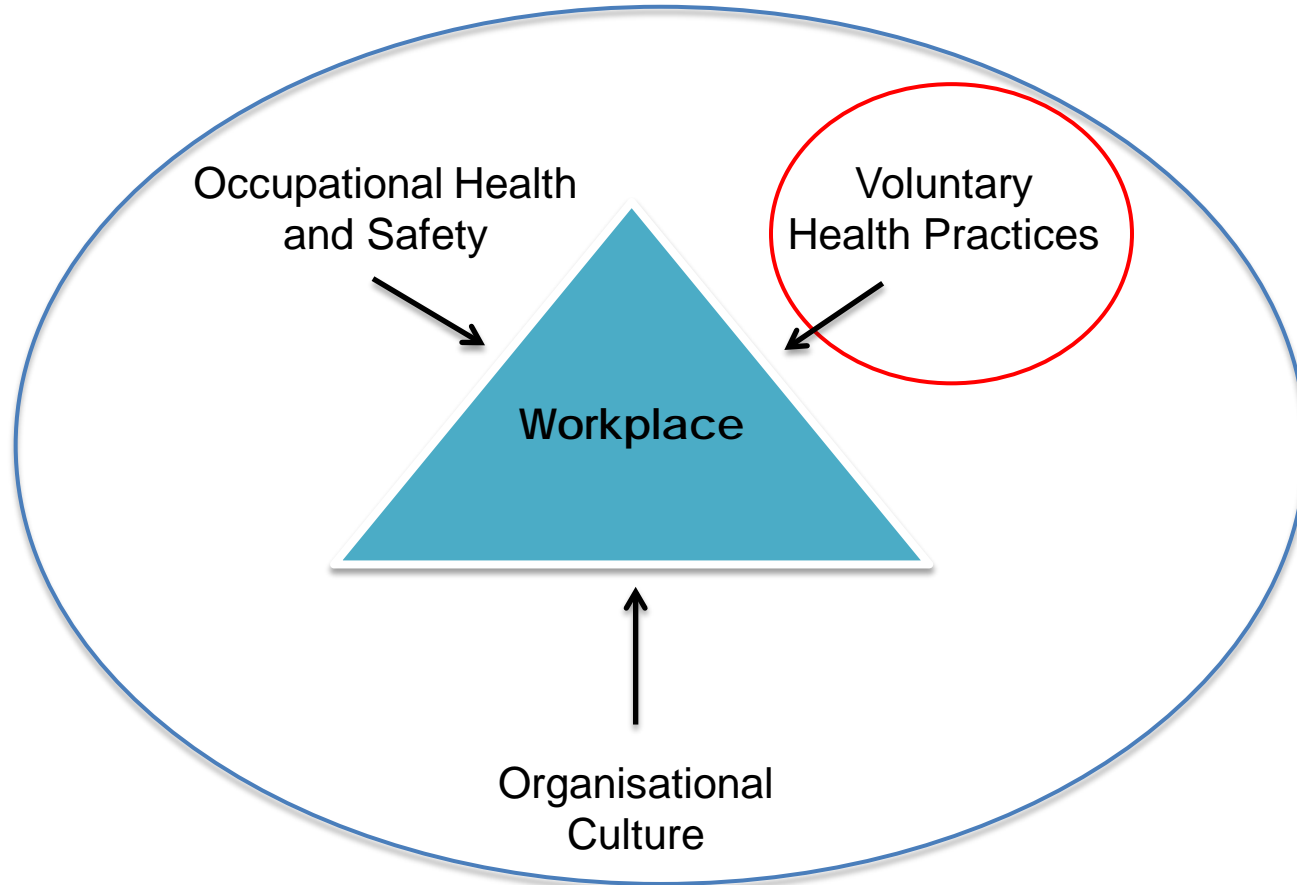 Occupational Health
and Safety
Voluntary
Health Practices
Workplace
Organisational
Culture